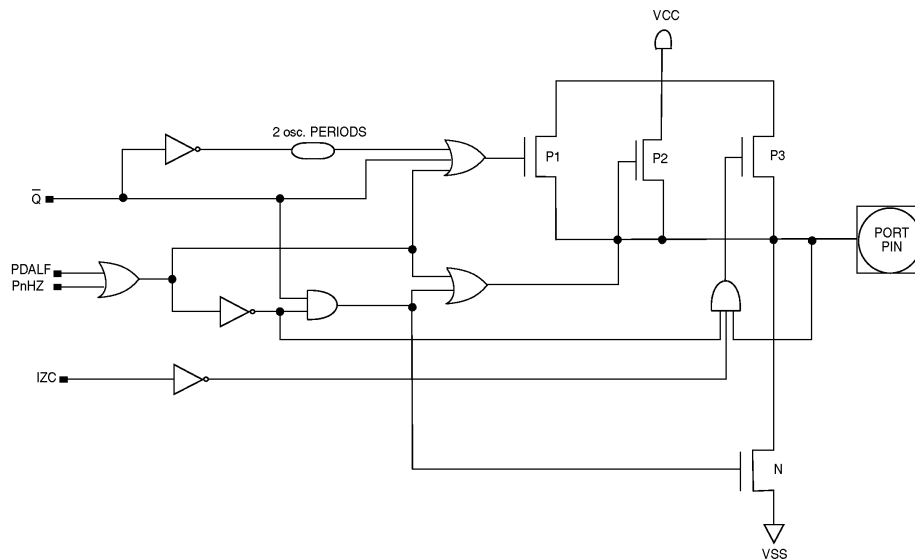 VCC
2 osc. PERIODS
P1
P2
P3
Q̅
PORT
PIN
PDALF
PnHZ
IZC
N
VSS